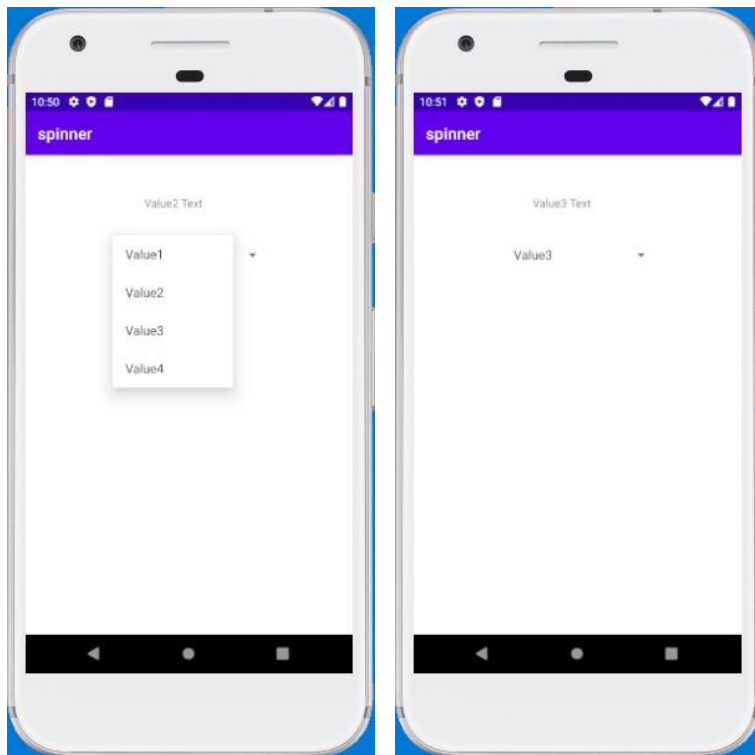 10:50
spinner
Value2 Text
Value1
Value2
Value3
Value4
10:51
spinner
Value3 Text
Value3